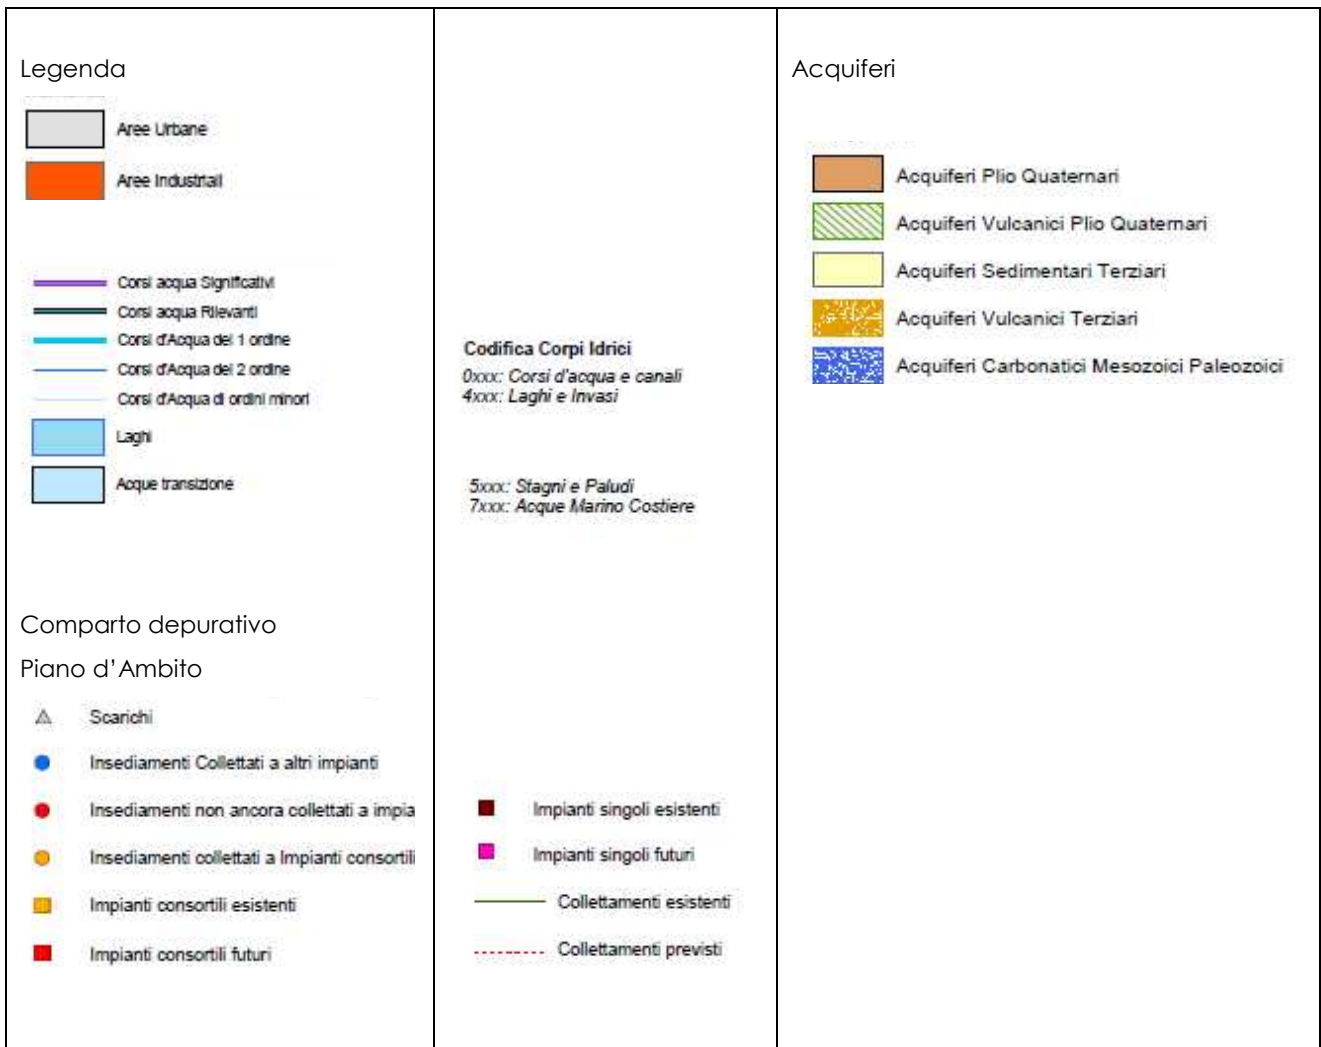 Legenda
Aree Urbane
Aree Industriali
Corsi acqua Significativi
Corsi acqua Rilevanti
Corsi d'Acqua del 1 ordine
Corsi d'Acqua del 2 ordine
Corsi d'Acqua di ordini minori
Laghi
Acque transizione
Comparto depurativo
Piano d’Ambito
Scarichi
Insediamenti Collettati a altri impianti
Insediamenti non ancora collettati a impia
Insediamenti collettati a Impianti consortili
Impianti consortili esistenti
Impianti consortili futuri
Codifica Corpi Idrici
0xxx: Corsi d'acqua e canali
4xxx: Laghi e Invasi
5xxx: Stagni e Paludi
7xxx: Acque Marino Costiere
Impianti singoli esistenti
Impianti singoli futuri
Collettamenti esistenti
Collettamenti previsti
Acquiferi
Acquiferi Plio Quaternari
Acquiferi Vulcanici Plio Quaternari
Acquiferi Sedimentari Terziari
Acquiferi Vulcanici Terziari
Acquiferi Carbonatici Mesozoici Paleozoici